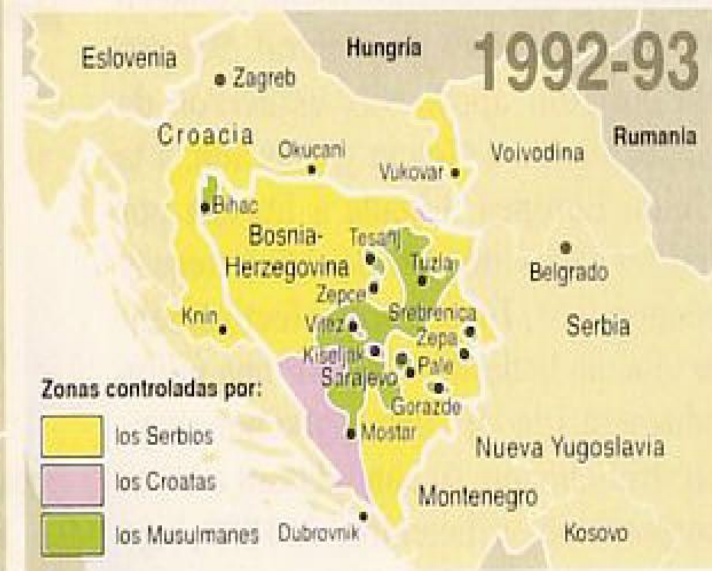 Hungría
1992-93
Eslovenia
Zagreb
Croacia
Okucani
Vukovar
Voivodina
Rumanía
Bihac
Bosnia-
Herzegovina
Tesanj
Tuzla
Belgrado
Zepce
Srebrenica
Serbia
Knin
Vitez
Zepa
Kiseljak
Pale
Sarajevo
Gorazde
Zonas controladas por:
los Serbios
los Croatas
los Musulmanes
Mostar
Nueva Yugoslavia
Montenegro
Dubrovnik
Kosovo